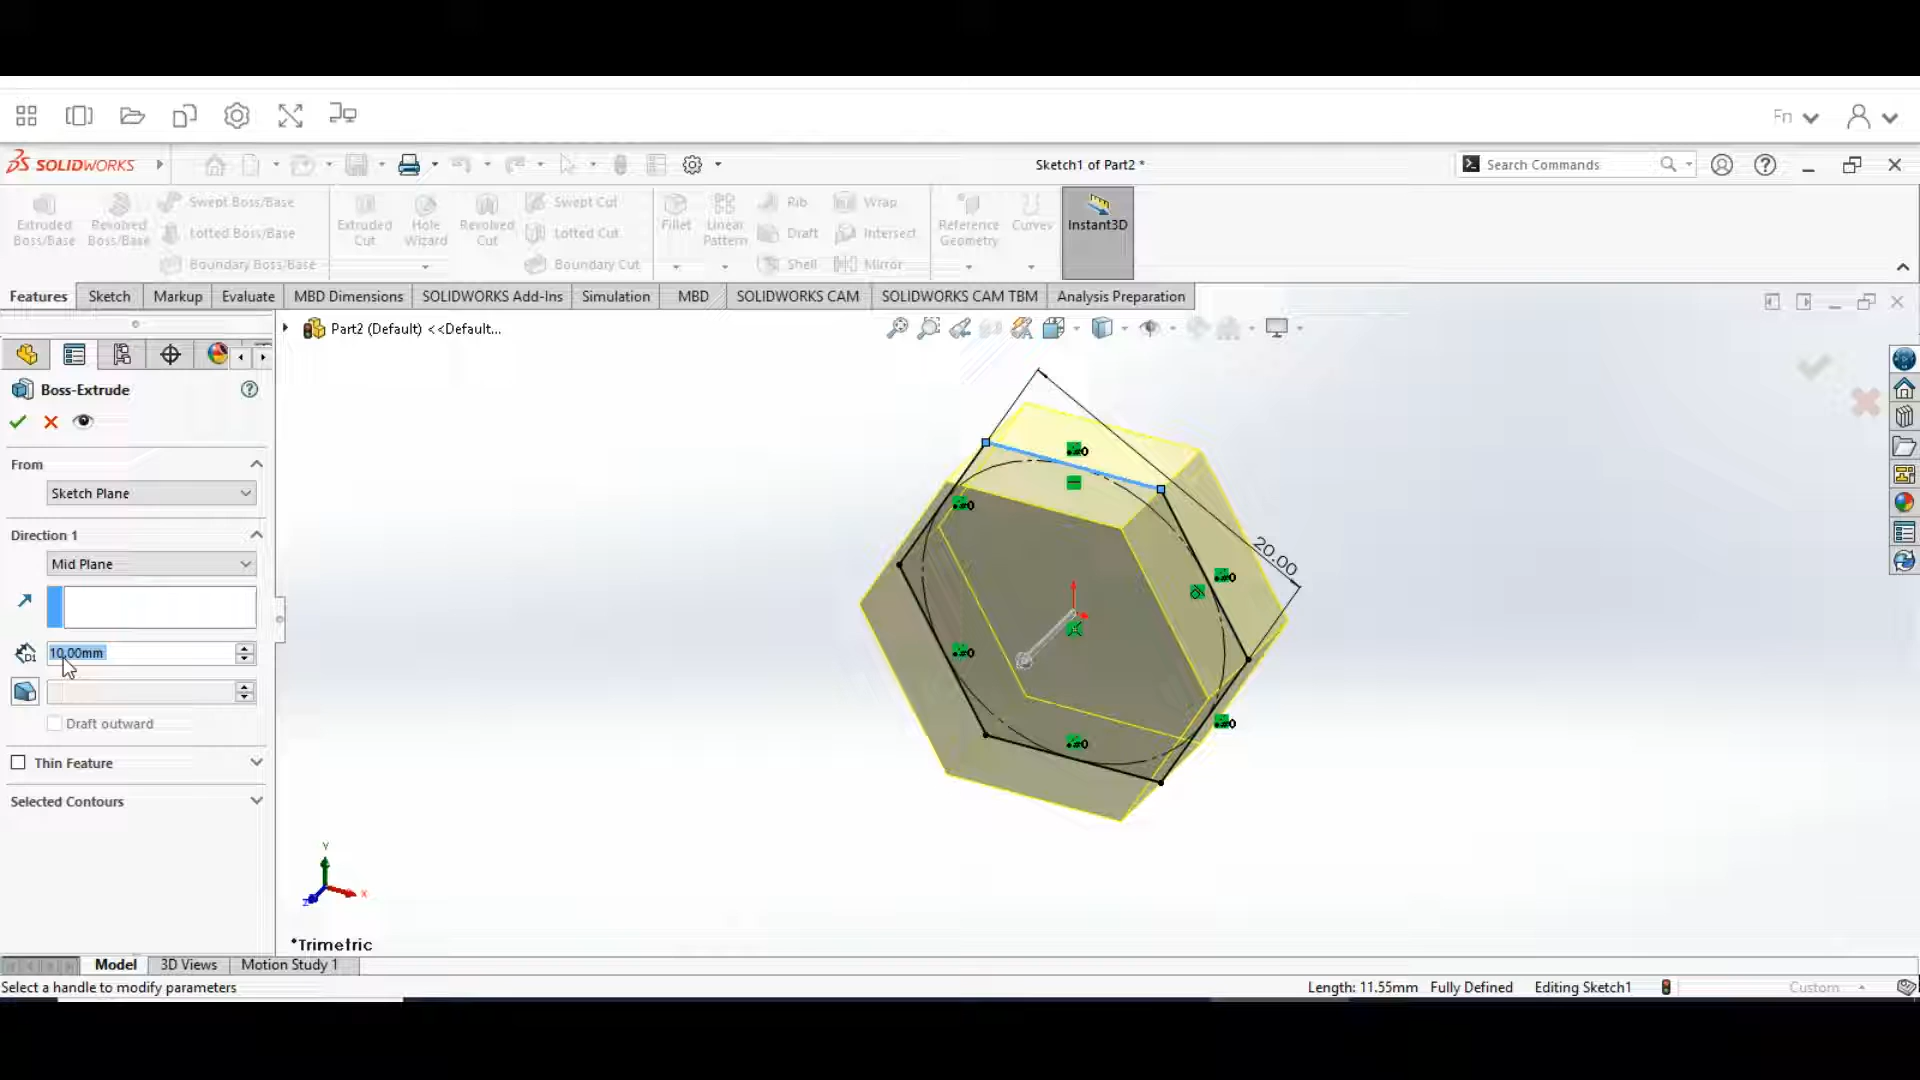 Fn
SOLIDWORKS
Sketch1 of Part2 *
Search Commands
Extruded Boss/Base
Revolved Boss/Base
Swept Boss/Base
Lofted Boss/Base
Boundary Boss/Base
Extruded Cut
Hole Wizard
Revolved Cut
Swept Cut
Lofted Cut
Boundary Cut
Fillet
Linear Pattern
Rib
Draft
Shell
Wrap
Intersect
Mirror
Reference Geometry
Curves
Instant3D
Features
Sketch
Markup
Evaluate
MBD Dimensions
SOLIDWORKS Add-Ins
Simulation
MBD
SOLIDWORKS CAM
SOLIDWORKS CAM TBM
Analysis Preparation
Part2 (Default) <<Default...
Boss-Extrude
From
Sketch Plane
Direction 1
Mid Plane
D1
10.00mm
Draft outward
Thin Feature
Selected Contours
20.00
Y
X
Z
*Trimetric
Model
3D Views
Motion Study 1
Select a handle to modify parameters
Length: 11.55mm
Fully Defined
Editing Sketch1
Custom